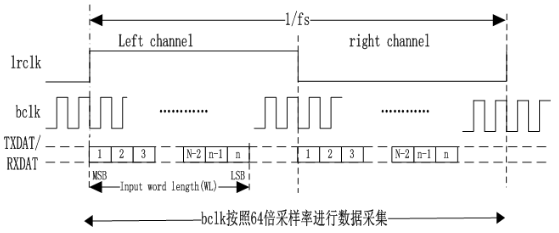 1/fs
Left channel
right channel
lrclk
bclk
............
............
TXDAT/
RXDAT
1 2 3 N-2 n-1 n 1 2 3 N-2 n-1 n
MSB LSB
Input word length(WL)
bclk按照64倍采样率进行数据采集